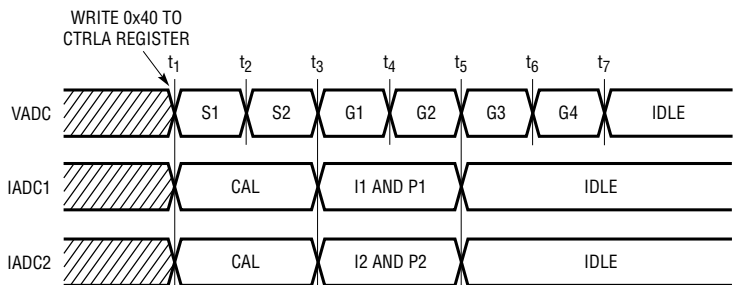 WRITE 0x40 TO
CTRLA REGISTER
t1 t2 t3 t4 t5 t6 t7
VADC S1 S2 G1 G2 G3 G4 IDLE
IADC1 CAL I1 AND P1 IDLE
IADC2 CAL I2 AND P2 IDLE